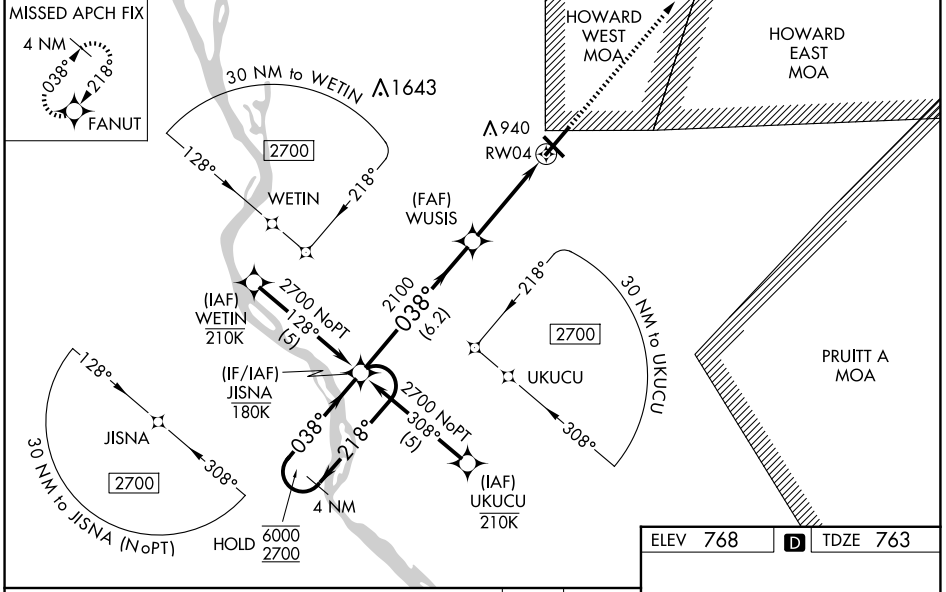 MISSED APCH FIX
4 NM
038°
218°
FANUT
HOWARD
WEST
MOA
HOWARD
EAST
MOA
30 NM to WETIN
1643
2700
128°
218°
WETIN
940
RW04
(FAF)
WUSIS
(IAF)
WETIN
210K
2700 NoPT
128°
(5)
2100
038°
(6.2)
218°
30 NM to UKUCU
2700
UKUCU
308°
PRUITT A
MOA
(IF/IAF)
JISNA
180K
2700 NoPT
308°
(5)
128°
JISNA
308°
2700
30 NM to JISNA (NoPT)
038°
218°
4 NM
HOLD
6000
2700
(IAF)
UKUCU
210K
ELEV 768
D
TDZE 763